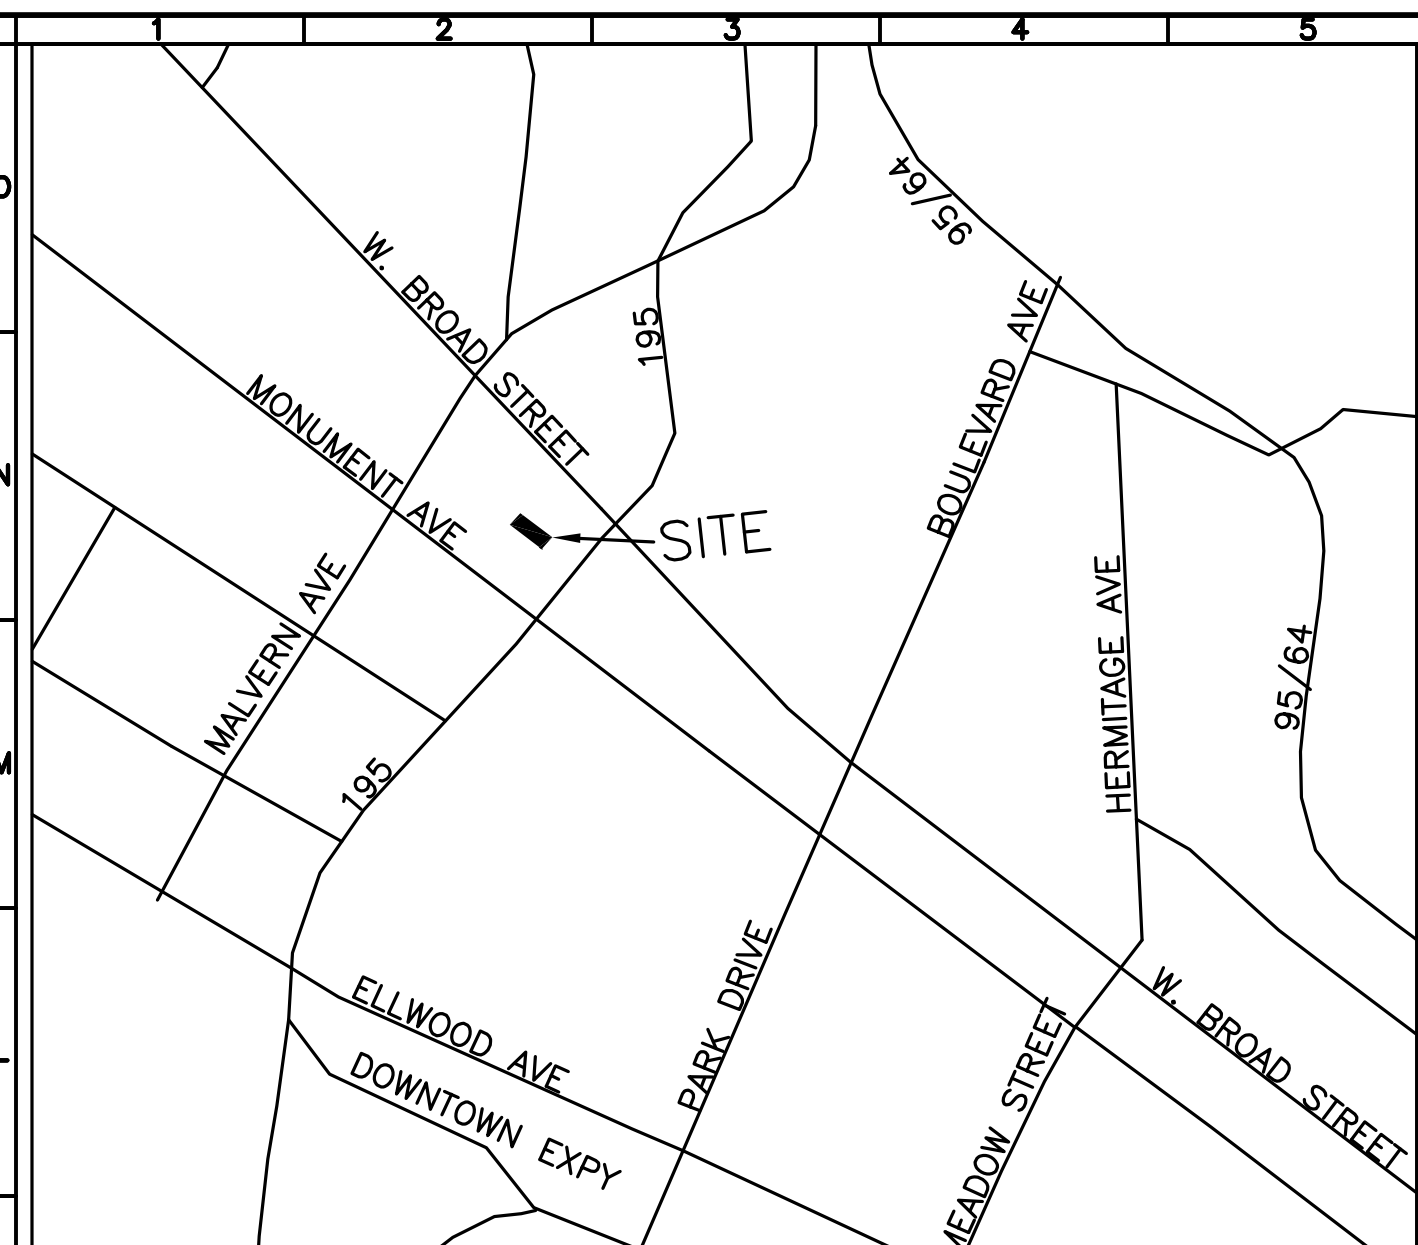 1 2 3 4 5
95/64
W. BROAD STREET
BOULEVARD AVE
195
MONUMENT AVE
N
SITE
MALVERN AVE
HERMITAGE AVE
95/64
M
195
PARK DRIVE
ELLWOOD AVE
W. BROAD STREET
MEADOW STREET
DOWNTOWN EXPY